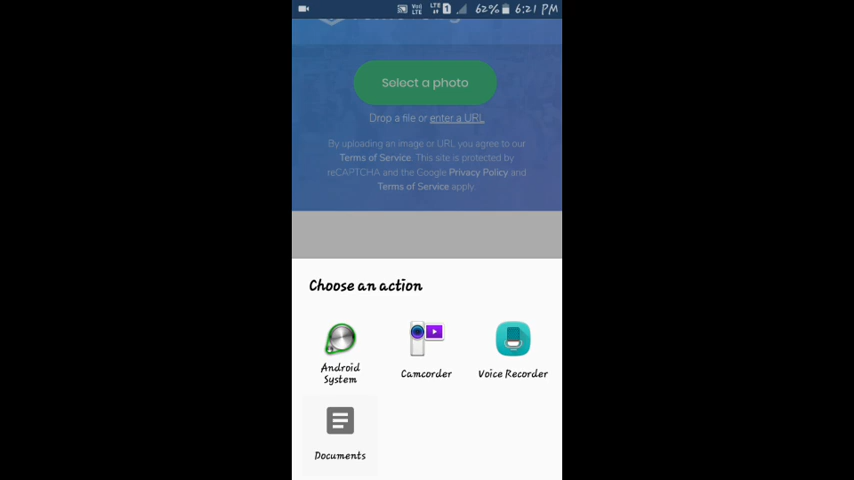 62% 6:21 PM
Select a photo
Drop a file or enter a URL
By uploading an image or URL you agree to our
Terms of Service. This site is protected by
reCAPTCHA and the Google Privacy Policy and
Terms of Service apply.
Choose an action
Android
System
Camcorder
Voice Recorder
Documents